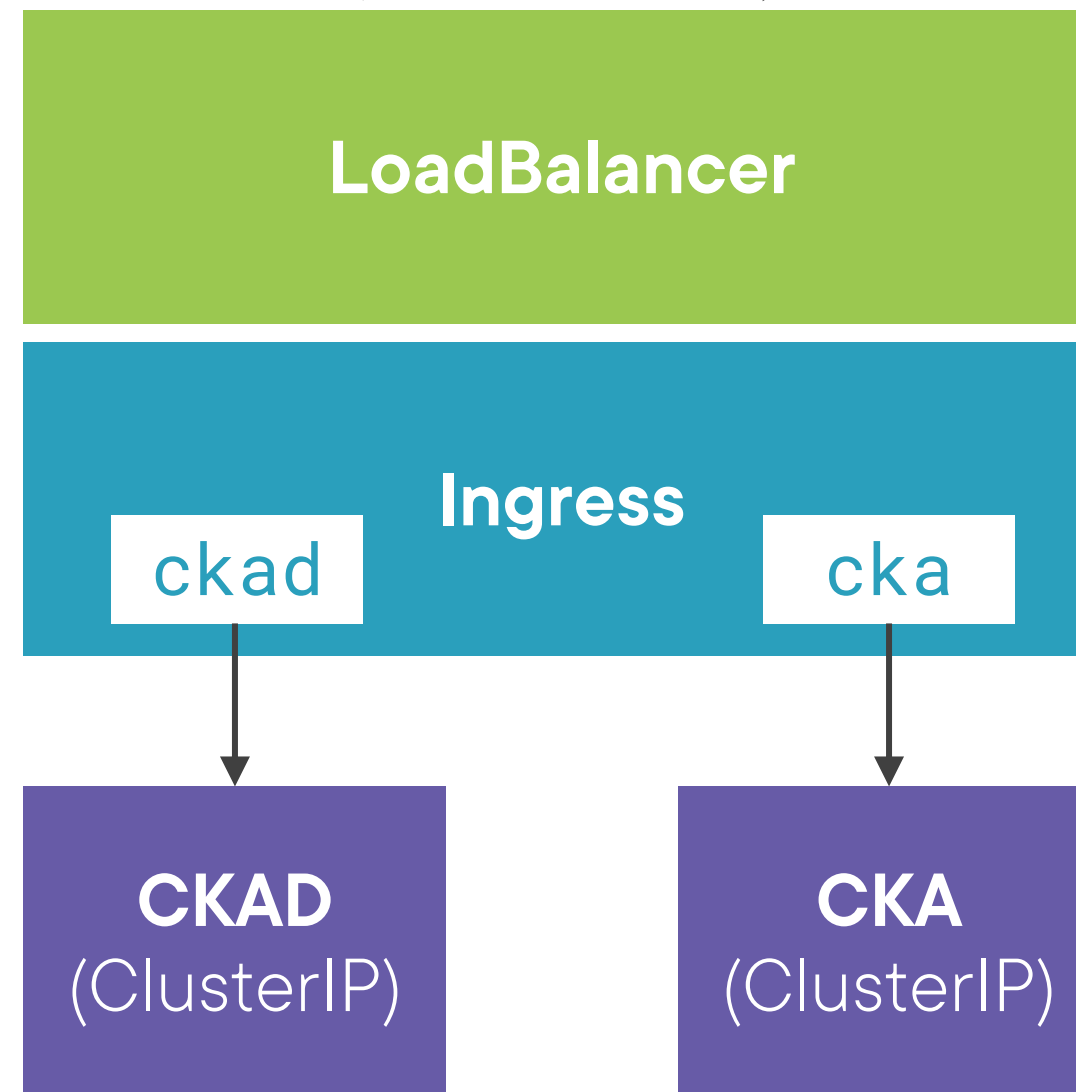 LoadBalancer
Ingress
ckad
cka
CKAD
(ClusterIP)
CKA
(ClusterIP)